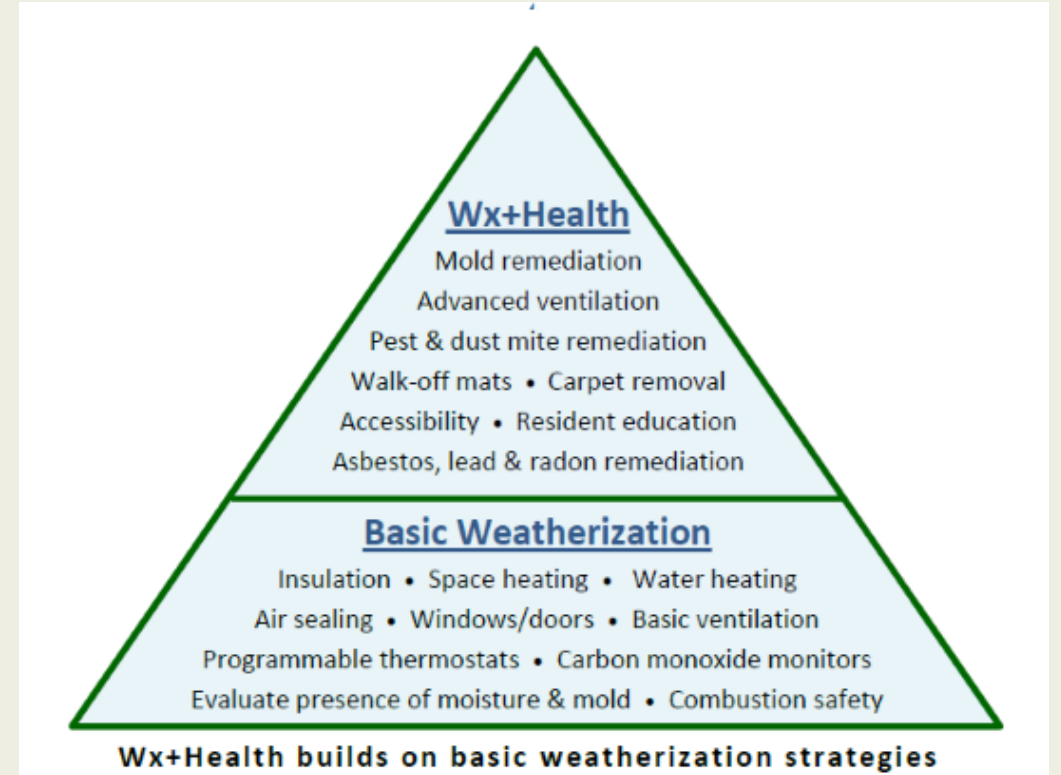 Wx+Health
Mold remediation
Advanced ventilation
Pest & dust mite remediation
Walk-off mats • Carpet removal
Accessibility • Resident education
Asbestos, lead & radon remediation
Basic Weatherization
Insulation • Space heating • Water heating
Air sealing • Windows/doors • Basic ventilation
Programmable thermostats • Carbon monoxide monitors
Evaluate presence of moisture & mold • Combustion safety
Wx+Health builds on basic weatherization strategies